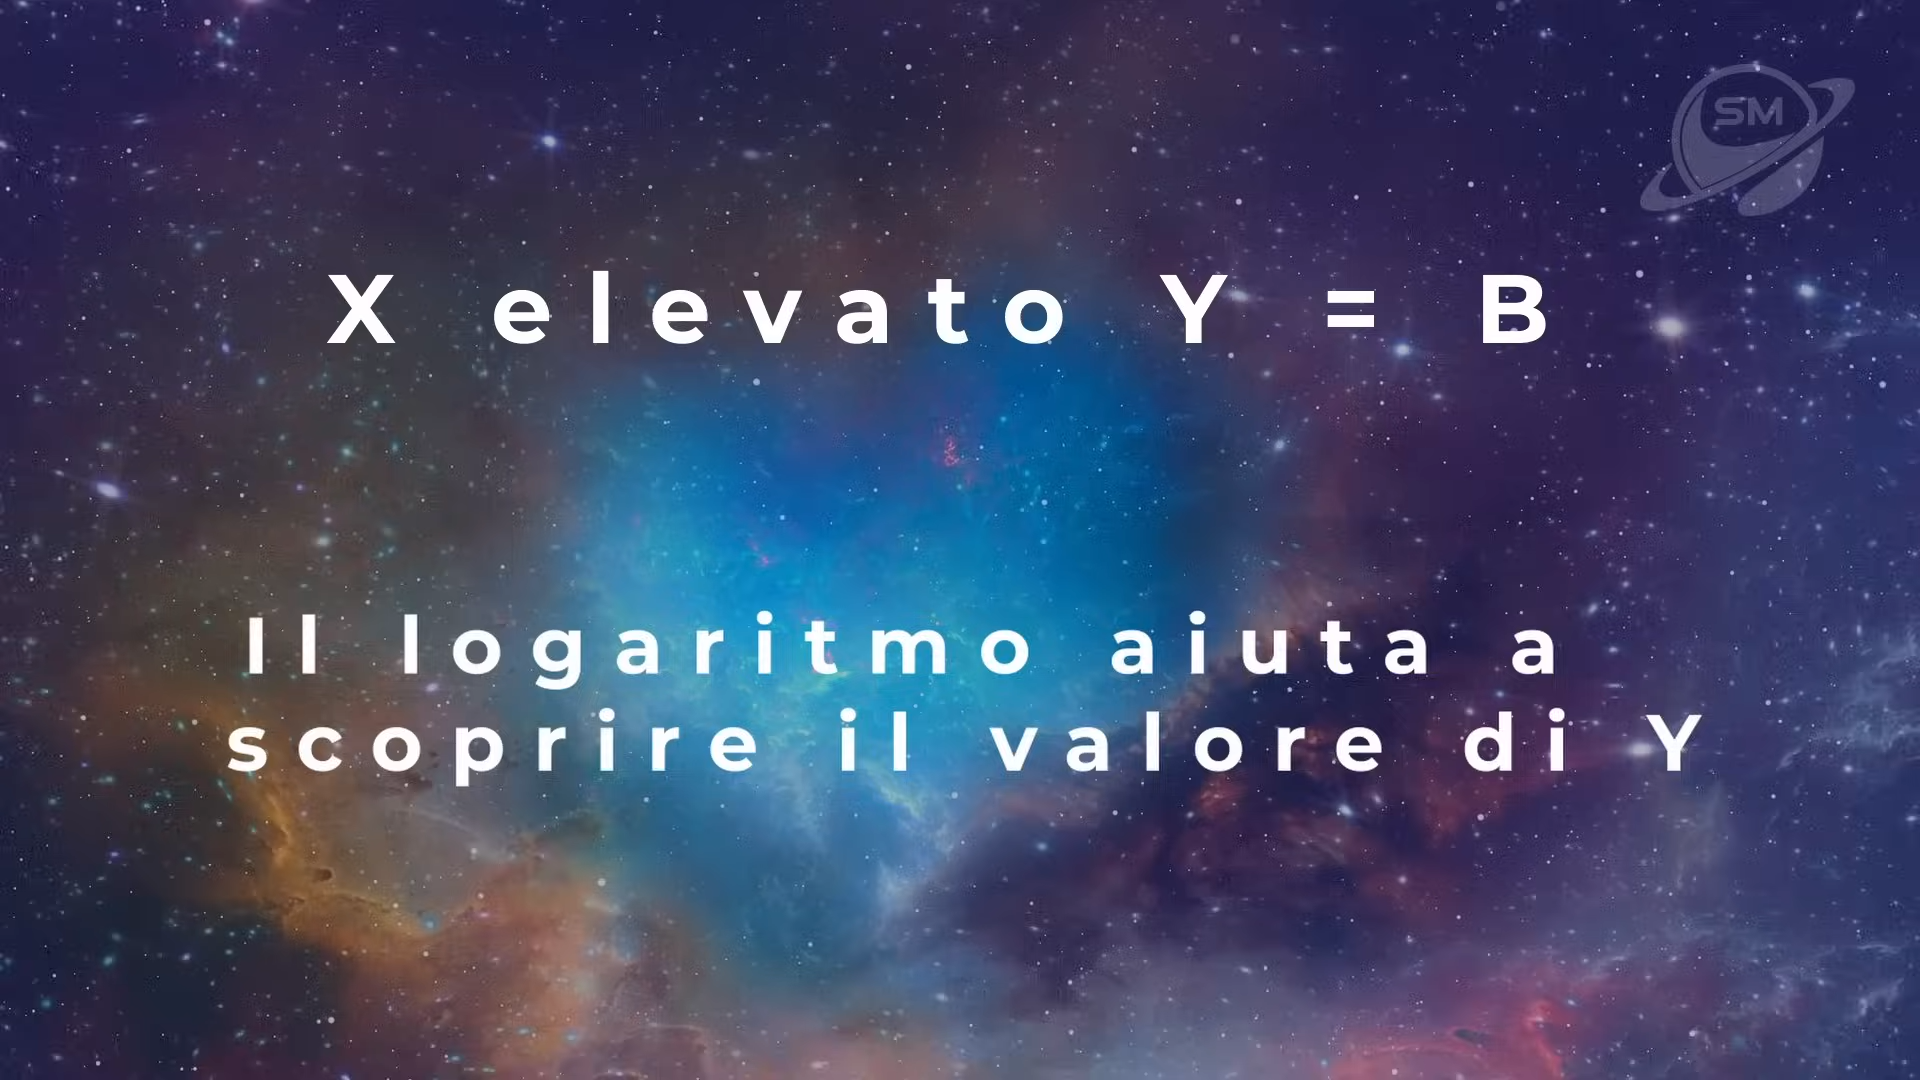 SM
X elevato Y = B
Il logaritmo aiuta a
scoprire il valore di Y